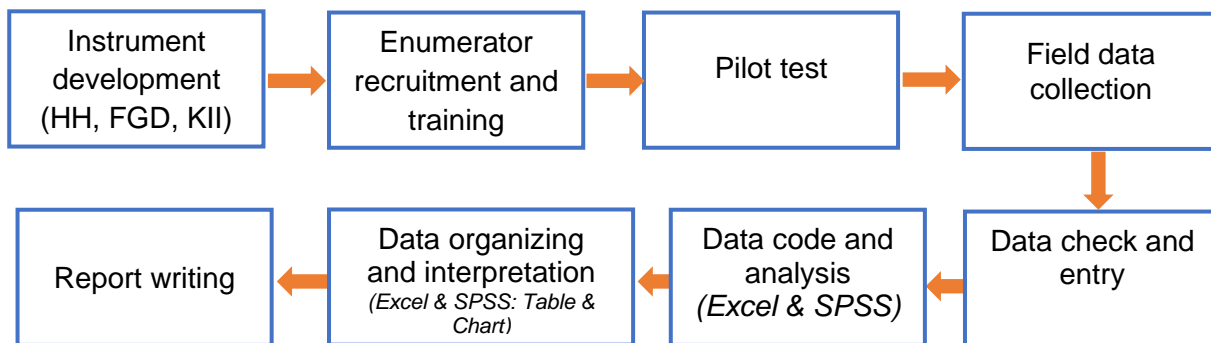 Instrument
development
(HH, FGD, KII)
Enumerator
recruitment and
training
Pilot test
Field data
collection
Data check and
entry
Data code and
analysis
(Excel & SPSS)
Data organizing
and interpretation
(Excel & SPSS: Table &
Chart)
Report writing